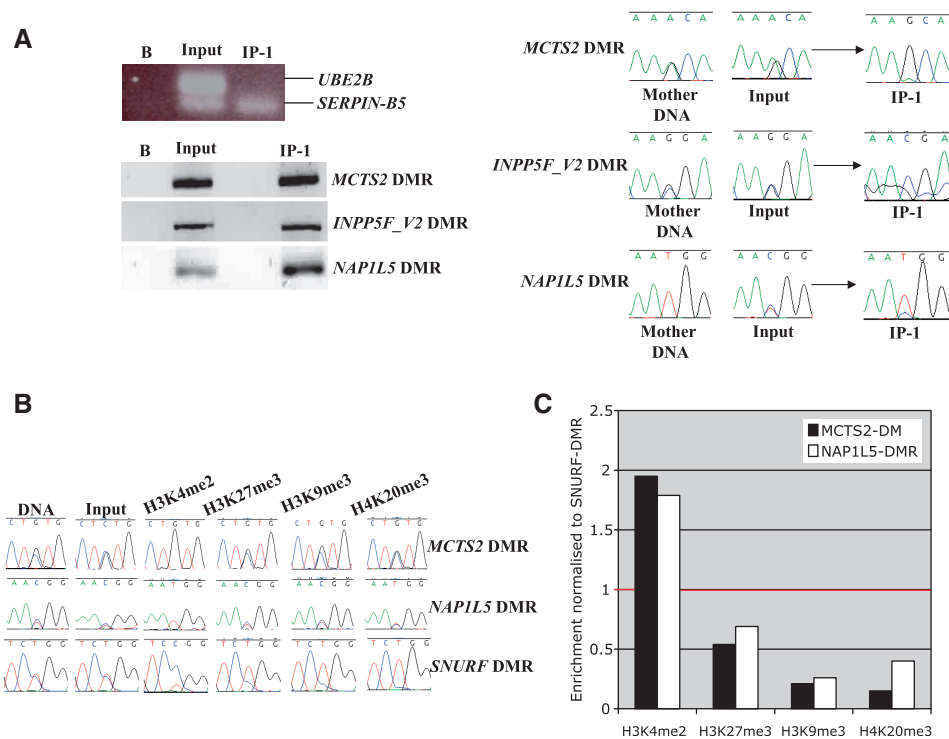 A
B Input IP-1
UBE2B
SERPIN-B5
B Input IP-1
MCTS2 DMR
INPP5F_V2 DMR
NAP1L5 DMR
A A A C A
A A A C A
A A G C A
MCTS2 DMR
Mother DNA
Input
IP-1
A A G G A
A A G G A
A A C G A
INPP5F_V2 DMR
Mother DNA
Input
IP-1
A A T G G
A A C G G
A A T G G
NAP1L5 DMR
Mother DNA
Input
IP-1
B
DNA Input H3K4me2 H3K27me3 H3K9me3 H4K20me3
C T G T G
C T C T G
C T G T G
C T G T G
C T G T G
C T G T G
MCTS2 DMR
A A C G G
A A C G G
A A T G G
A A C G G
A A C G G
A A T G G
NAP1L5 DMR
T C T G G
T C T G G
T C C G G
T C T G G
T C T G G
T C T G G
SNURF DMR
C
Enrichment normalised to SNURF-DMR
2.5
2
1.5
1
0.5
0
MCTS2-DM
NAP1L5-DMR
H3K4me2 H3K27me3 H3K9me3 H4K20me3